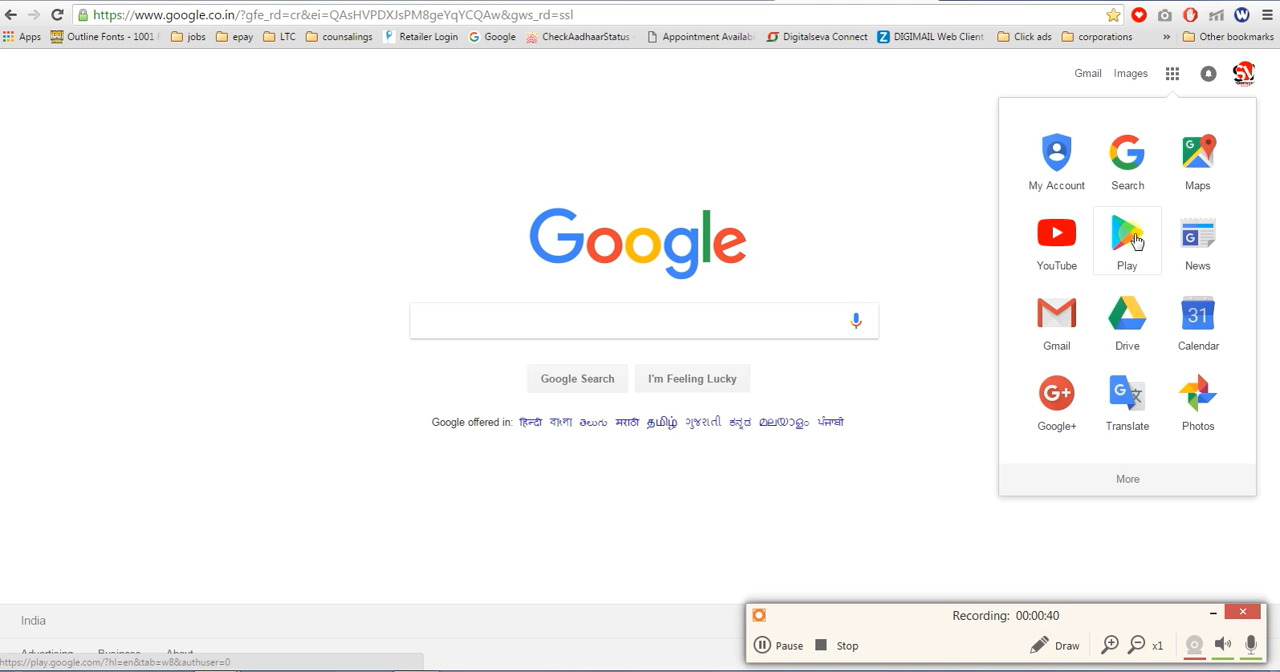 https://www.google.co.in/?gfe_rd=cr&ei=QAsHVPDXJsPM8geYqYCQAw&gws_rd=ssl
Apps Outline Fonts - 1001 jobs epay LTC counsalings Retailer Login Google CheckAadhaarStatus Appointment Availab Digitalseva Connect DIGIMAIL Web Client Click ads corporations » Other bookmarks
Gmail Images
My Account Search Maps
YouTube Play News
Gmail Drive 31 Calendar
Google+ Translate Photos
More
Google
Google Search I'm Feeling Lucky
Google offered in: हिन्दी বাংলা తెలుగు मराठी தமிழ் ગુજરાતી ಕನ್ನಡ മലയാളം ਪੰਜਾਬੀ
India
Advertising Business About
https://play.google.com/?hl=en&tab=w8&authuser=0
Recording: 00:00:40
Pause Stop Draw x1